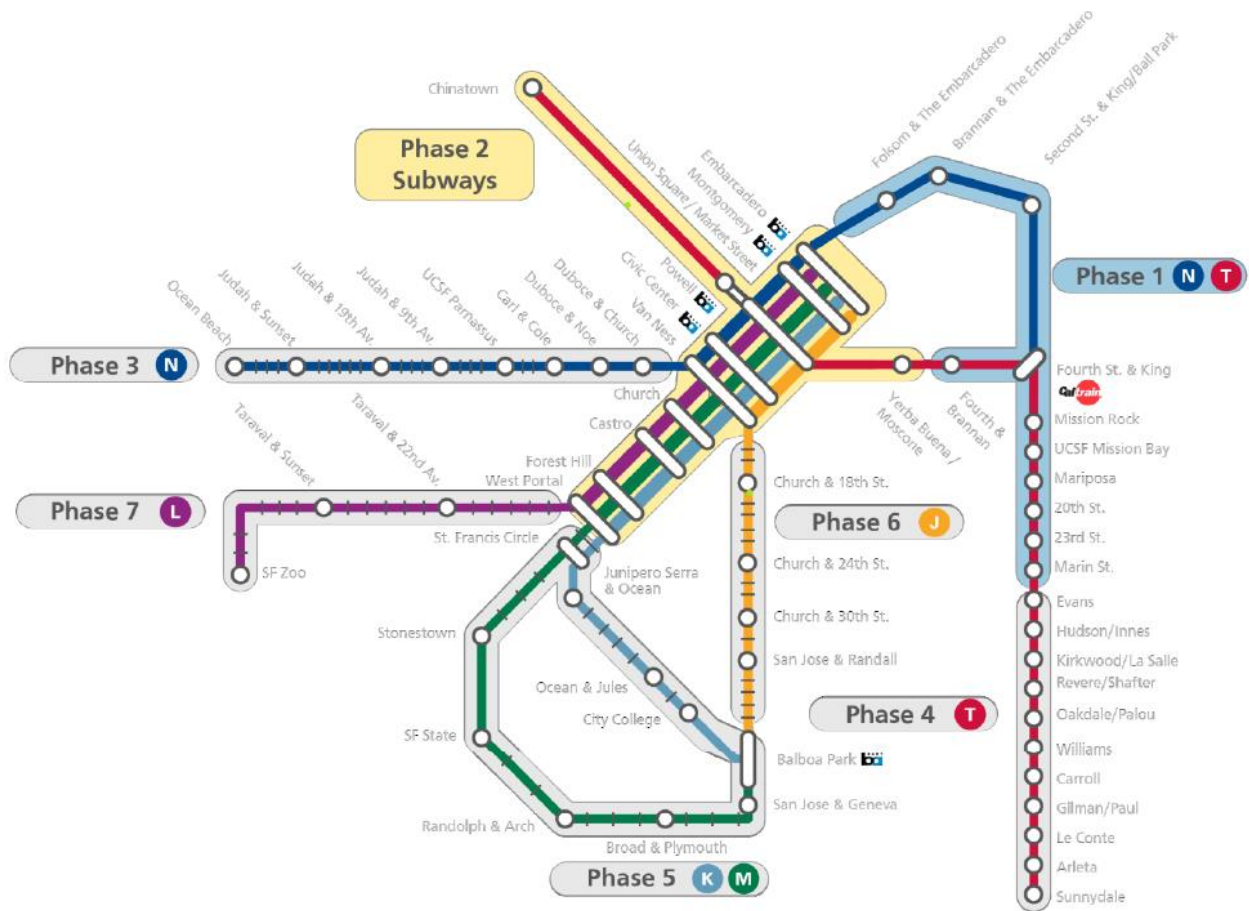 Chinatown
Phase 2
Subways
Folsom & The Embarcadero
Brannan & The Embarcadero
Second St. & King/Ball Park
Embarcadero
Montgomery
Union Square / Market Street
Powell
Civic Center
Van Ness
Phase 1 N T
Phase 3 N
Ocean Beach
Judah & Sunset
Judah & 19th Av.
Judah & 9th Av.
UCSF Parnassus
Carl & Cole
Duboce & Noe
Duboce & Church
Church
Castro
Forest Hill
West Portal
Yerba Buena /
Moscone
Fourth &
Brannan
Fourth St. & King
Caltrain
Mission Rock
UCSF Mission Bay
Mariposa
20th St.
23rd St.
Marin St.
Evans
Hudson/Innes
Kirkwood/La Salle
Revere/Shafter
Oakdale/Palou
Williams
Carroll
Gilman/Paul
Le Conte
Arleta
Sunnydale
Phase 7 L
Taraval & Sunset
Taraval & 22nd Av.
SF Zoo
St. Francis Circle
Junipero Serra
& Ocean
Phase 6 J
Church & 18th St.
Church & 24th St.
Church & 30th St.
San Jose & Randall
Stonestown
Ocean & Jules
City College
SF State
Phase 4 T
Balboa Park
San Jose & Geneva
Randolph & Arch
Broad & Plymouth
Phase 5 K M